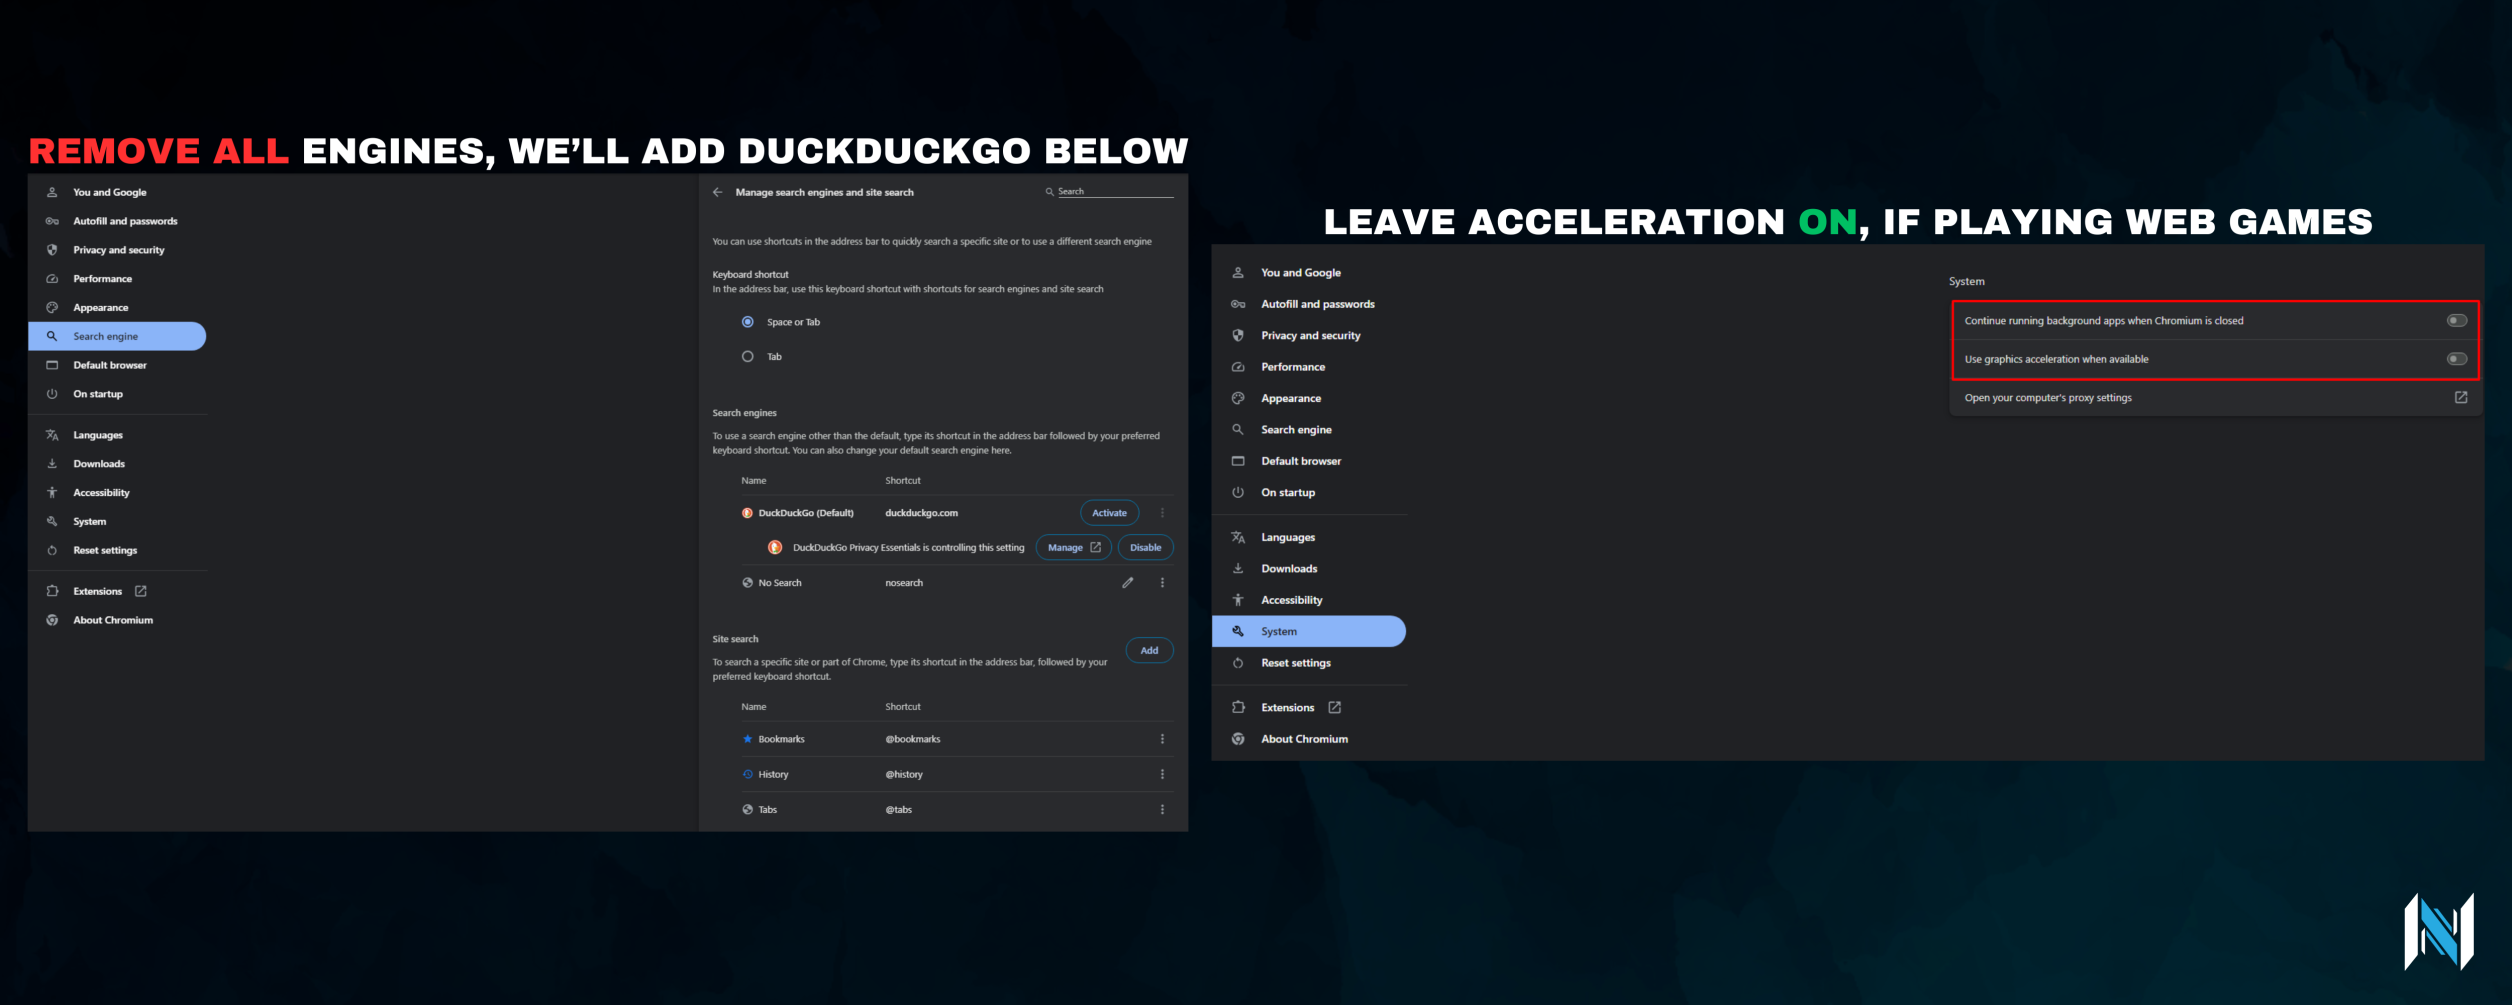 REMOVE ALL ENGINES, WE'LL ADD DUCKDUCKGO BELOW
You and Google
Autofill and passwords
Privacy and security
Performance
Appearance
Search engine
Default browser
On startup
Languages
Downloads
Accessibility
System
Reset settings
Extensions
About Chromium
Manage search engines and site search
Search
You can use shortcuts in the address bar to quickly search a specific site or to use a different search engine
Keyboard shortcut
In the address bar, use this keyboard shortcut with shortcuts for search engines and site search
Space or Tab
Tab
Search engines
To use a search engine other than the default, type its shortcut in the address bar followed by your preferred
keyboard shortcut. You can also change your default search engine here.
Name Shortcut
DuckDuckGo (Default) duckduckgo.com Activate
DuckDuckGo Privacy Essentials is controlling this setting Manage Disable
No Search nosearch
Site search
Add
To search a specific site or part of Chrome, type its shortcut in the address bar, followed by your
preferred keyboard shortcut.
Name Shortcut
Bookmarks @bookmarks
History @history
Tabs @tabs
LEAVE ACCELERATION ON, IF PLAYING WEB GAMES
You and Google
Autofill and passwords
Privacy and security
Performance
Appearance
Search engine
Default browser
On startup
Languages
Downloads
Accessibility
System
Reset settings
Extensions
About Chromium
System
Continue running background apps when Chromium is closed
Use graphics acceleration when available
Open your computer's proxy settings